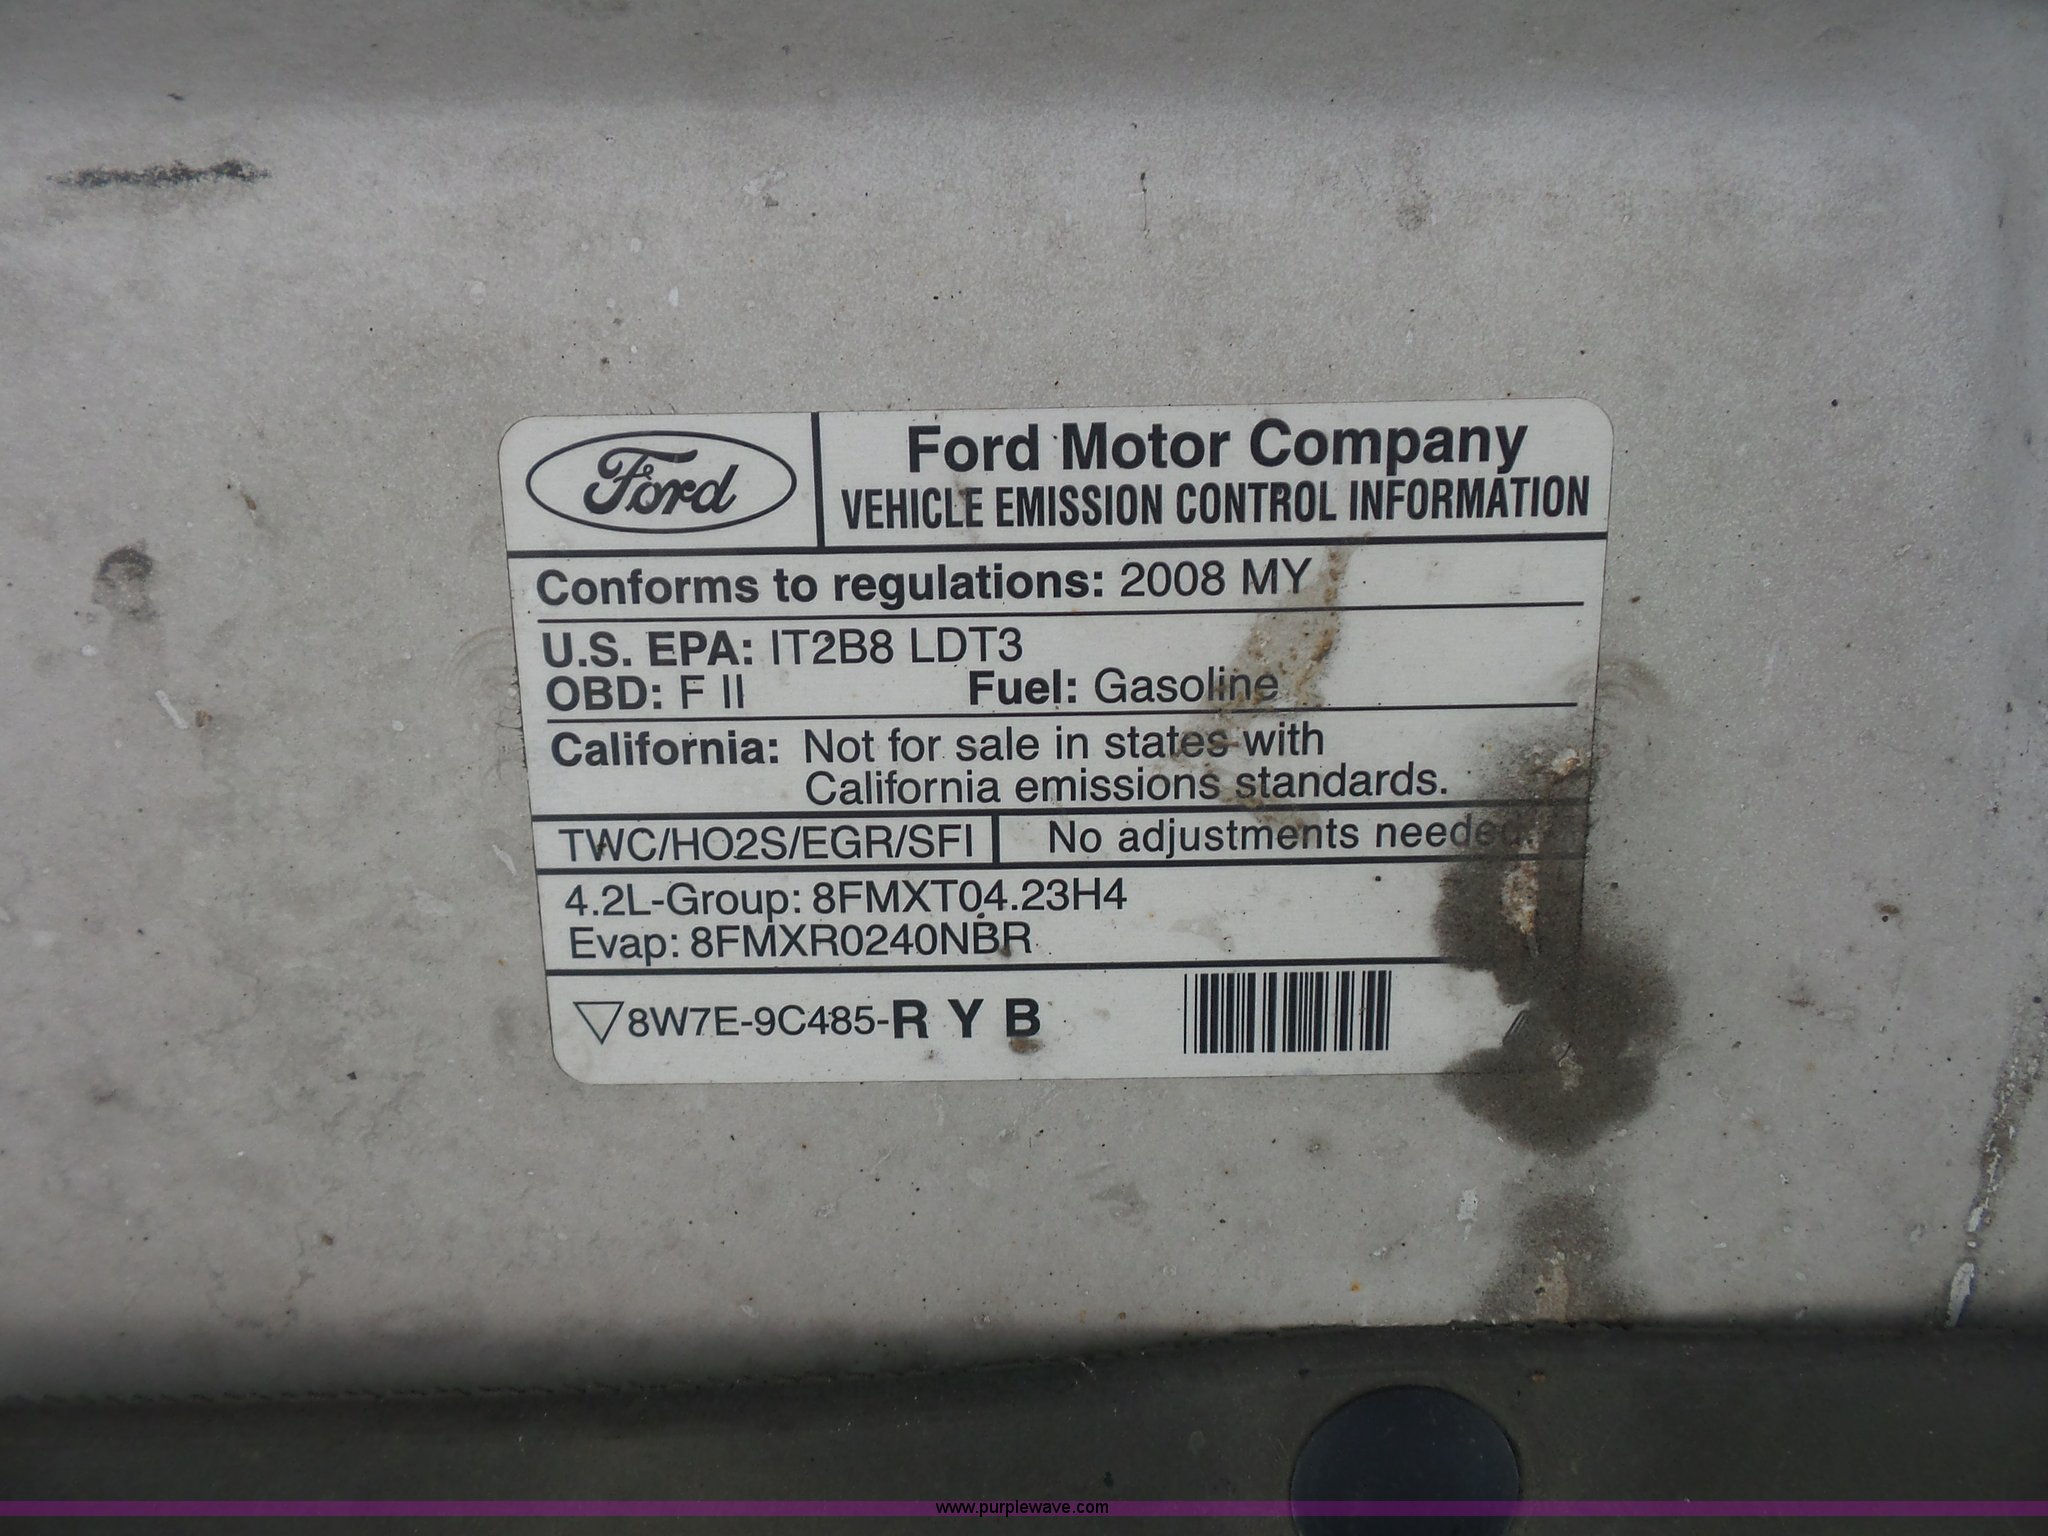 Ford
Ford Motor Company
VEHICLE EMISSION CONTROL INFORMATION
Conforms to regulations: 2008 MY
U.S. EPA: IT2B8 LDT3
OBD: F II Fuel: Gasoline
California: Not for sale in states with
California emissions standards.
TWC/HO2S/EGR/SFI No adjustments needed.
4.2L-Group: 8FMXT04.23H4
Evap: 8FMXR0240NBR
8W7E-9C485-R Y B
www.purplewave.com